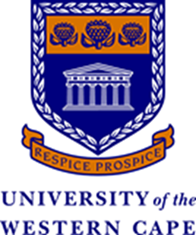 RESPICE PROSPICE
UNIVERSITY of the
WESTERN CAPE